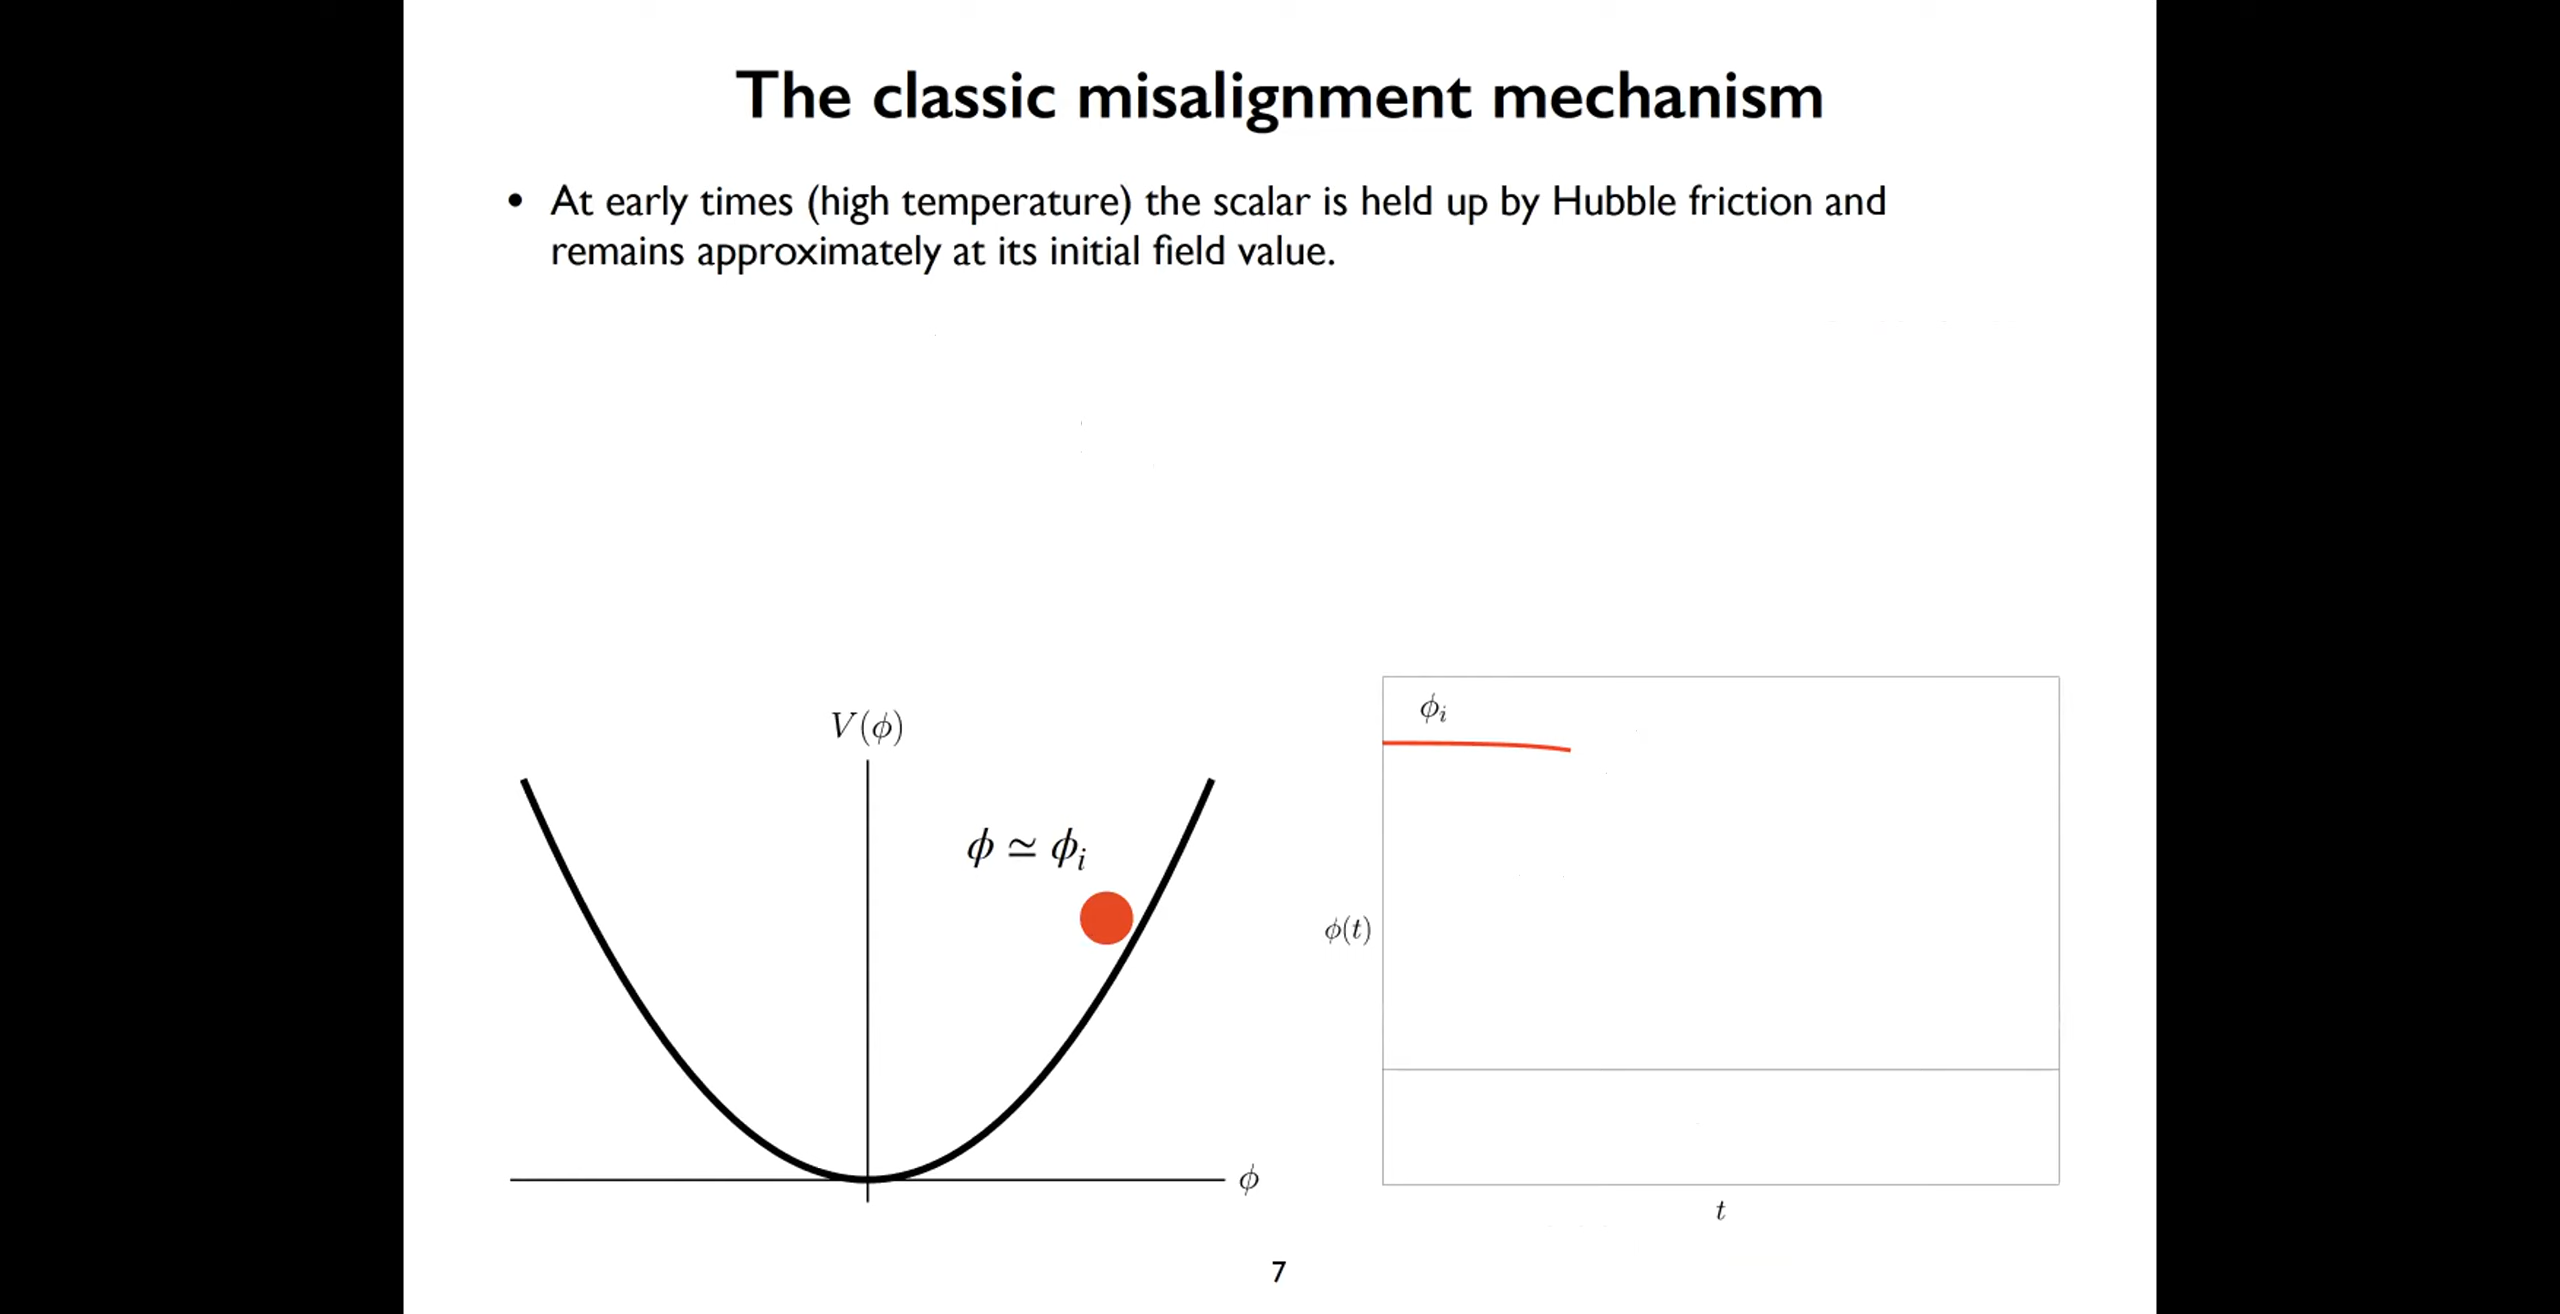 The classic misalignment mechanism
• At early times (high temperature) the scalar is held up by Hubble friction and
remains approximately at its initial field value.
V(ϕ)
ϕ ≃ ϕᵢ
ϕ
ϕᵢ
ϕ(t)
t
7